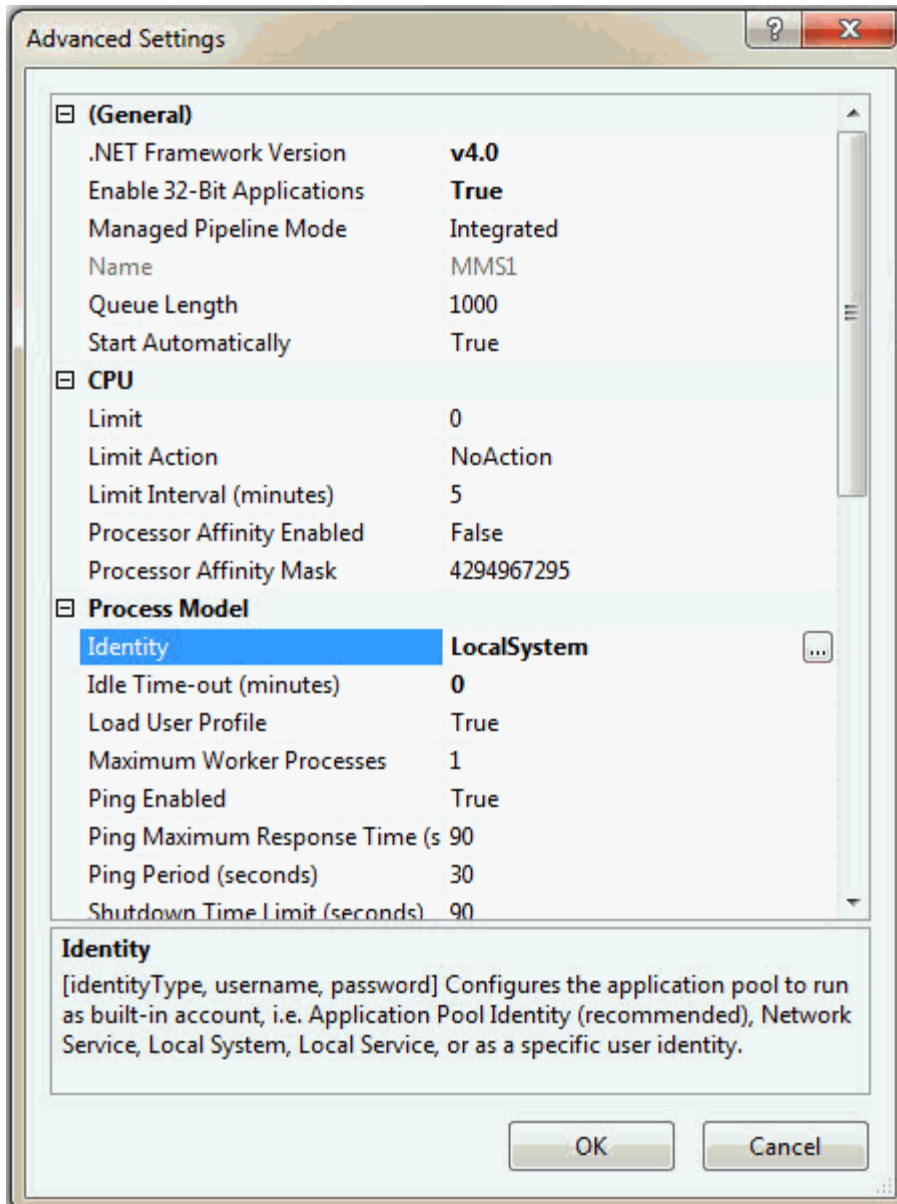 Advanced Settings
(General)
.NET Framework Version v4.0
Enable 32-Bit Applications True
Managed Pipeline Mode Integrated
Name MMS1
Queue Length 1000
Start Automatically True
CPU
Limit 0
Limit Action NoAction
Limit Interval (minutes) 5
Processor Affinity Enabled False
Processor Affinity Mask 4294967295
Process Model
Identity LocalSystem ...
Idle Time-out (minutes) 0
Load User Profile True
Maximum Worker Processes 1
Ping Enabled True
Ping Maximum Response Time (s 90
Ping Period (seconds) 30
Shutdown Time Limit (seconds) 90
Identity
[identityType, username, password] Configures the application pool to run
as built-in account, i.e. Application Pool Identity (recommended), Network
Service, Local System, Local Service, or as a specific user identity.
OK Cancel